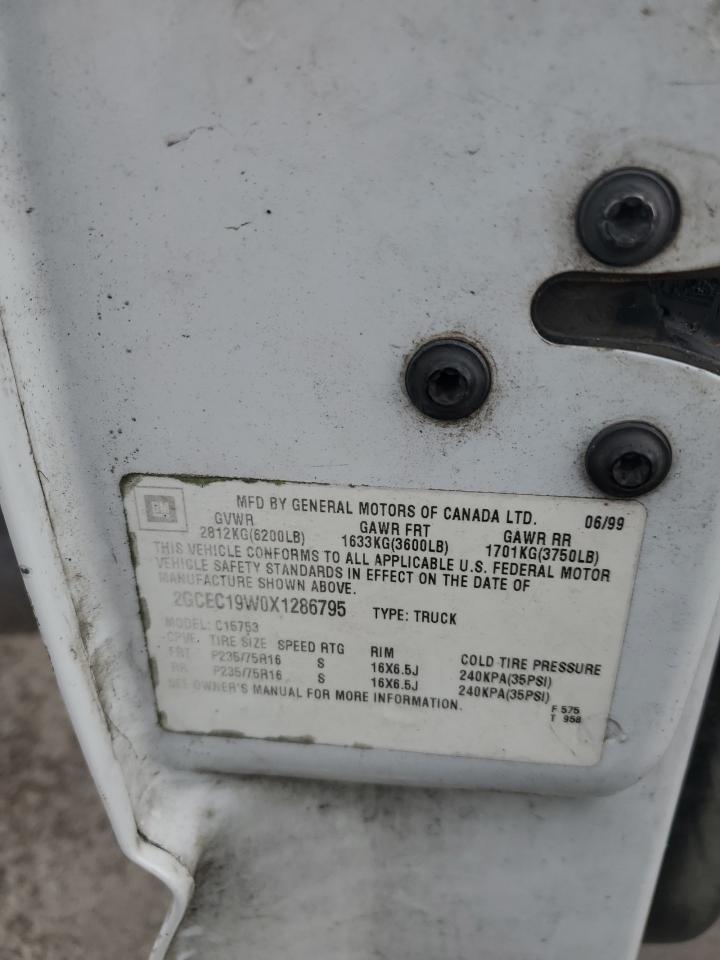 MFD BY GENERAL MOTORS OF CANADA LTD. 06/99
GVWR GAWR FRT GAWR RR
2812KG(6200LB) 1633KG(3600LB) 1701KG(3750LB)
THIS VEHICLE CONFORMS TO ALL APPLICABLE U.S. FEDERAL MOTOR
VEHICLE SAFETY STANDARDS IN EFFECT ON THE DATE OF
MANUFACTURE SHOWN ABOVE.
2GCEC19W0X1286795 TYPE: TRUCK
MODEL: C15753
TIRE SIZE SPEED RTG RIM COLD TIRE PRESSURE
FRT P235/75R16 S 16X6.5J 240KPA(35PSI)
RR P235/75R16 S 16X6.5J 240KPA(35PSI)
SEE OWNER'S MANUAL FOR MORE INFORMATION.
F 575
T 958